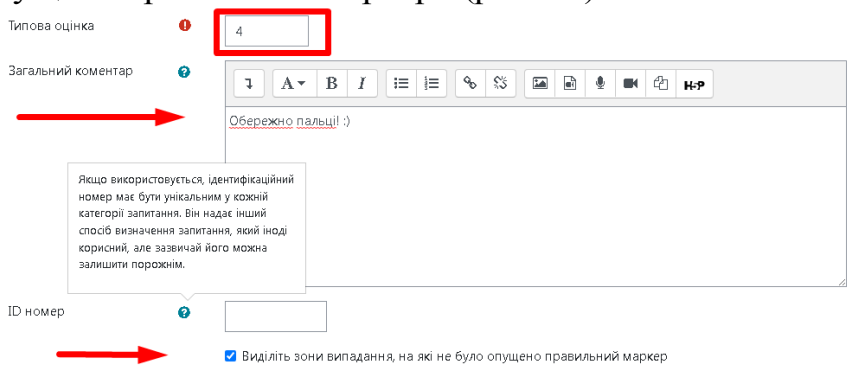 Типова оцінка
4
Загальний коментар
A B I
H-P
Обережно пальці! :)
Якщо використовується, ідентифікаційний
номер має бути унікальним у кожній
категорії запитання. Він надає інший
спосіб визначення запитання, який іноді
корисний, але зазвичай його можна
залишити порожнім.
ID номер
Виділіть зони випадання, на які не було опущено правильний маркер